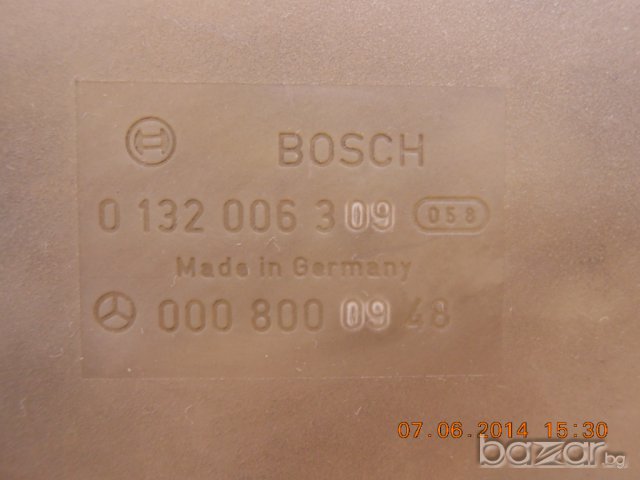 BOSCH
0 132 006 309 058
Made in Germany
000 800 09 48
07.06.2014 15:30
bazar.bg